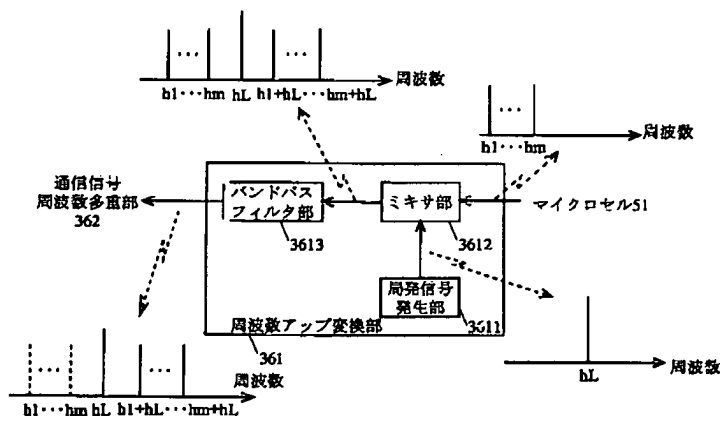 周波数
h1・・・hm hL h1+hL・・・hm+hL
周波数
h1・・・hm
通信信号
周波数多重部
362
バンドパス
フィルタ部
3613
ミキサ部
3612
マイクロセル51
局発信号
発生部
3611
周波数アップ変換部
361
周波数
hL
周波数
h1・・・hm hL h1+hL・・・hm+hL